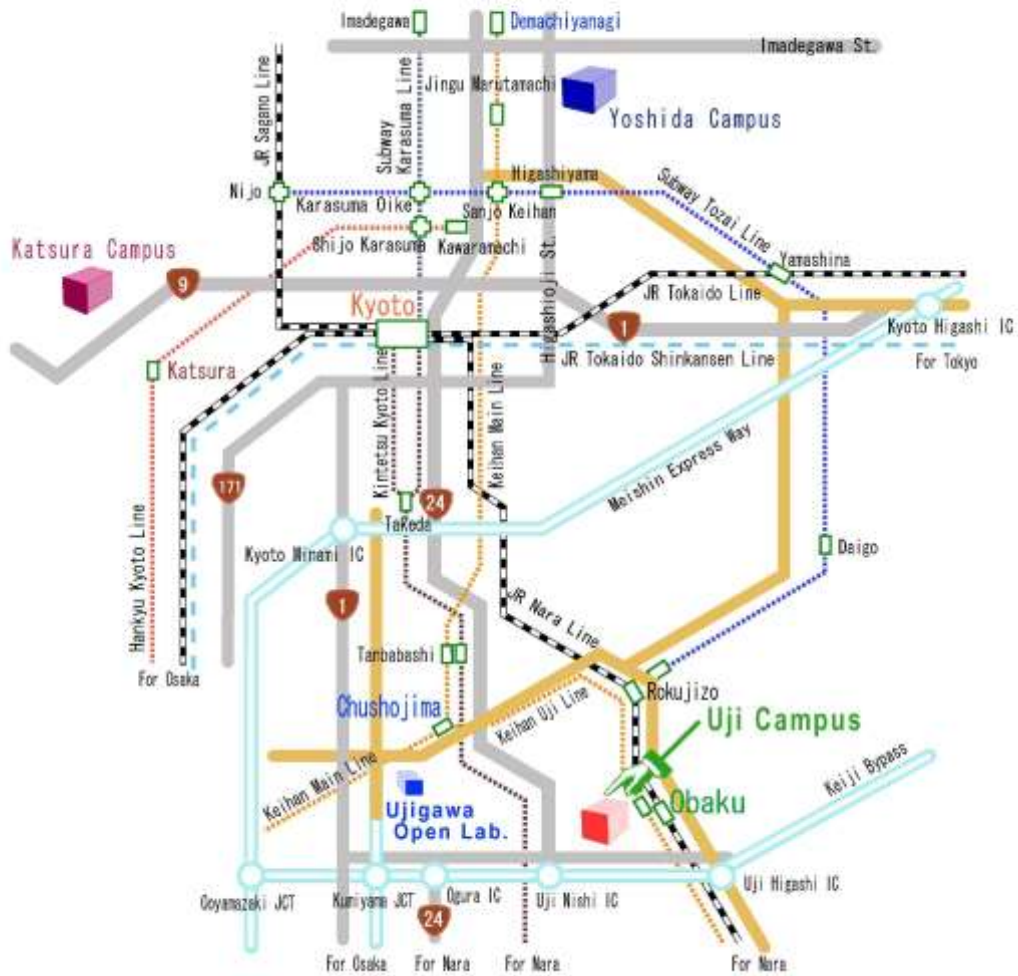 Imadegawa
Demachiyanagi
Imadegawa St.
JR Sagano Line
Subway
Karasuma Line
Jingu Marutamachi
Yoshida Campus
Nijo
Karasuma Oike
Higashiyama
Sanjo Keihan
Subway Tozai Line
Shijo Karasuma
Kawaramachi
Katsura Campus
9
Higashioji St.
Yamashina
JR Tokaido Line
Kyoto
1
Kyoto Higashi IC
JR Tokaido Shinkansen Line
For Tokyo
Katsura
Kintetsu Kyoto Line
Keihan Main Line
Meishin Express Way
171
24
TaKeda
Kyoto Minami IC
Daigo
Hankyu Kyoto Line
1
JR Nara Line
Tanbabashi
For Osaka
Rokujizo
Chushojima
Keihan Uji Line
Uji Campus
Keihan Main Line
Keiji Bypass
Ujigawa
Open Lab.
Obaku
Ooyamazaki JCT
Kumiyama JCT
Ogura IC
Uji Nishi IC
Uji Higashi IC
24
For Osaka
For Nara
For Nara
For Nara